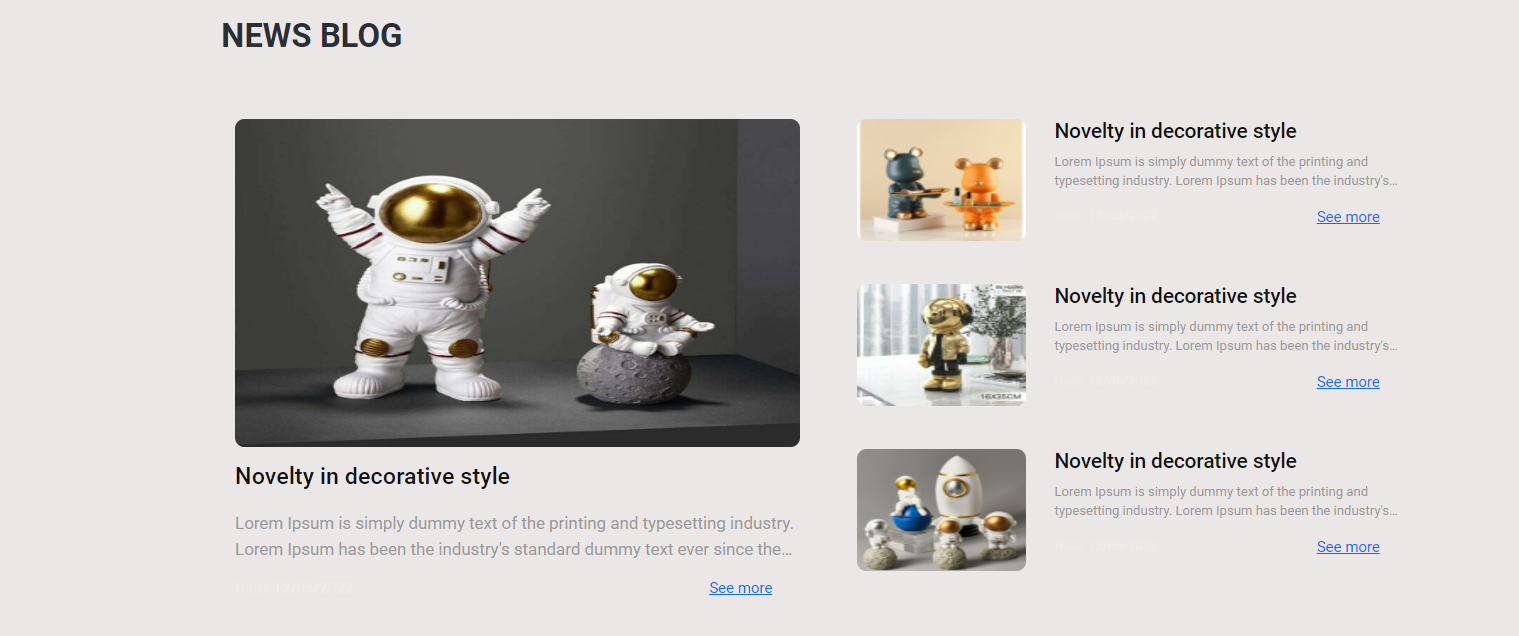 NEWS BLOG
Novelty in decorative style
Lorem Ipsum is simply dummy text of the printing and typesetting industry.
Lorem Ipsum has been the industry's standard dummy text ever since the...
See more
Novelty in decorative style
Lorem Ipsum is simply dummy text of the printing and
typesetting industry. Lorem Ipsum has been the industry's...
See more
Novelty in decorative style
Lorem Ipsum is simply dummy text of the printing and
typesetting industry. Lorem Ipsum has been the industry's...
See more
16X35CM
Novelty in decorative style
Lorem Ipsum is simply dummy text of the printing and
typesetting industry. Lorem Ipsum has been the industry's...
See more